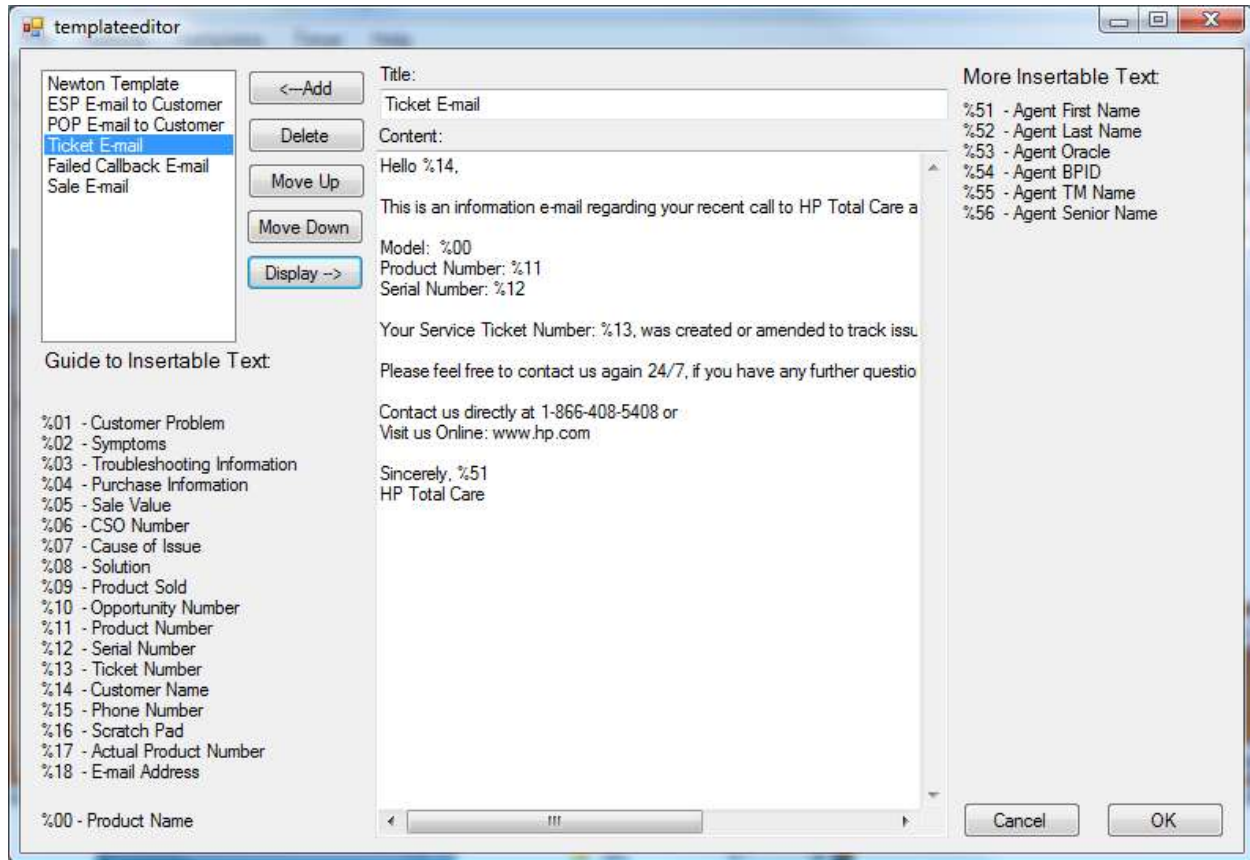 templateeditor
Newton Template
ESP E-mail to Customer
POP E-mail to Customer
Ticket E-mail
Failed Callback E-mail
Sale E-mail
<---Add
Delete
Move Up
Move Down
Display -->
Guide to Insertable Text:
%01 - Customer Problem
%02 - Symptoms
%03 - Troubleshooting Information
%04 - Purchase Information
%05 - Sale Value
%06 - CSO Number
%07 - Cause of Issue
%08 - Solution
%09 - Product Sold
%10 - Opportunity Number
%11 - Product Number
%12 - Serial Number
%13 - Ticket Number
%14 - Customer Name
%15 - Phone Number
%16 - Scratch Pad
%17 - Actual Product Number
%18 - E-mail Address
%00 - Product Name
Title:
Ticket E-mail
Content:
Hello %14,
This is an information e-mail regarding your recent call to HP Total Care a
Model: %00
Product Number: %11
Serial Number: %12
Your Service Ticket Number: %13, was created or amended to track issu
Please feel free to contact us again 24/7, if you have any further questio
Contact us directly at 1-866-408-5408 or
Visit us Online: www.hp.com
Sincerely, %51
HP Total Care
More Insertable Text:
%51 - Agent First Name
%52 - Agent Last Name
%53 - Agent Oracle
%54 - Agent BPID
%55 - Agent TM Name
%56 - Agent Senior Name
Cancel
OK